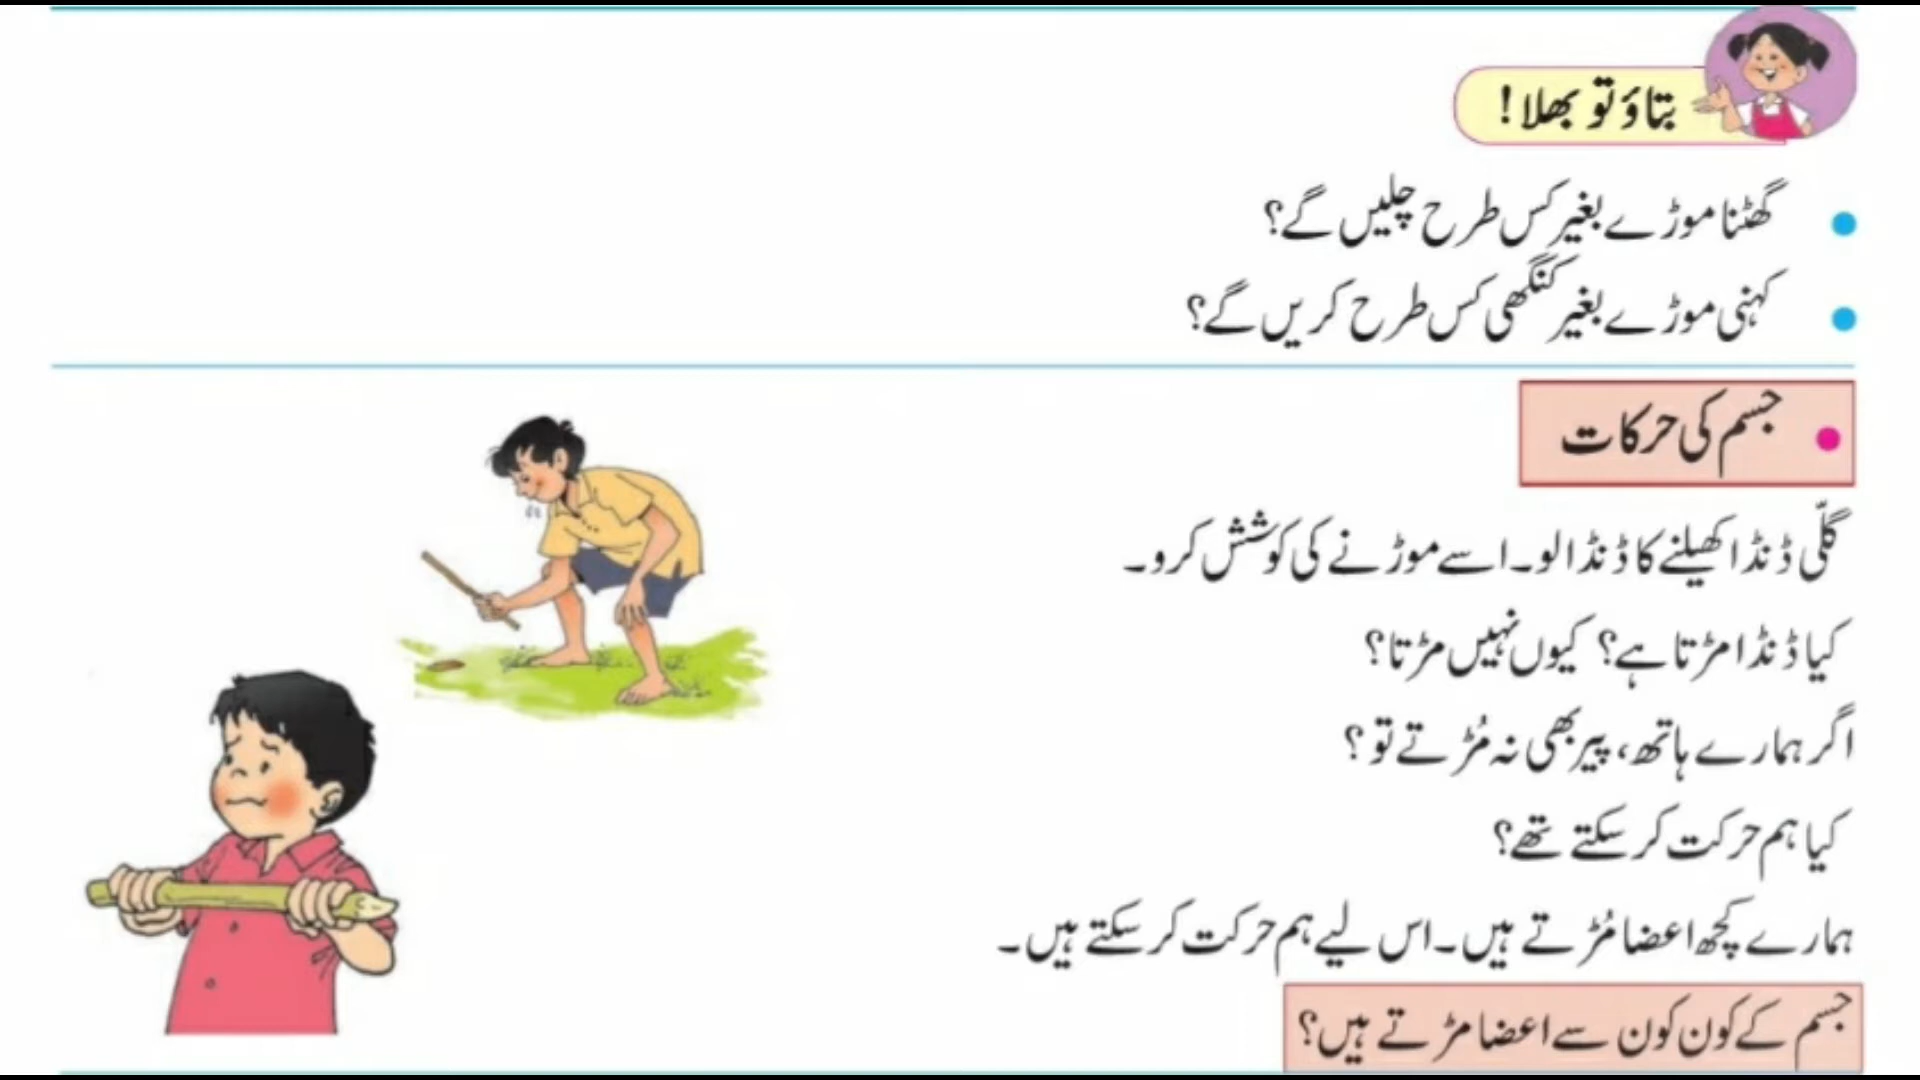 بتاؤ تو بھلا!
گھٹنا موڑے بغیر کس طرح چلیں گے؟
کہنی موڑے بغیر کنگھی کس طرح کریں گے؟
جسم کی حرکات
گلّی ڈنڈا کھیلنے کا ڈنڈا لو۔ اسے موڑنے کی کوشش کرو۔
کیا ڈنڈا مڑتا ہے؟ کیوں نہیں مڑتا؟
اگر ہمارے ہاتھ، پیر بھی نہ مُڑتے تو؟
کیا ہم حرکت کر سکتے تھے؟
ہمارے کچھ اعضا مُڑتے ہیں۔ اس لیے ہم حرکت کر سکتے ہیں۔
جسم کے کون کون سے اعضا مڑتے ہیں؟